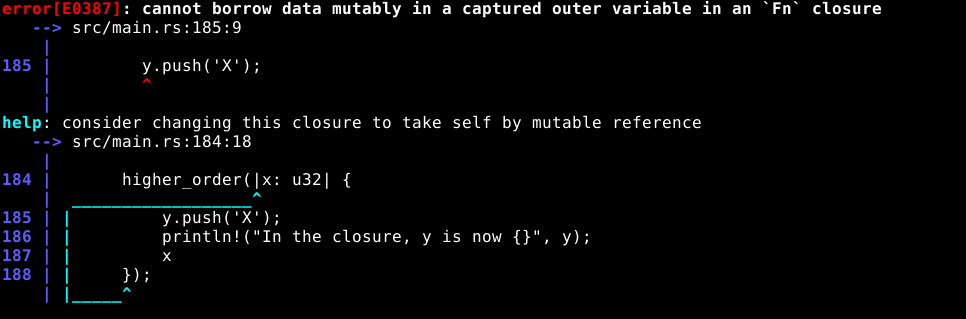 error[E0387]: cannot borrow data mutably in a captured outer variable in an `Fn` closure
   --> src/main.rs:185:9
    |
185 |         y.push('X');
    |         ^
    |
help: consider changing this closure to take self by mutable reference
   --> src/main.rs:184:18
    |
184 |       higher_order(|x: u32| {
    |  __________________^
185 | |         y.push('X');
186 | |         println!("In the closure, y is now {}", y);
187 | |         x
188 | |     });
    | |_____^